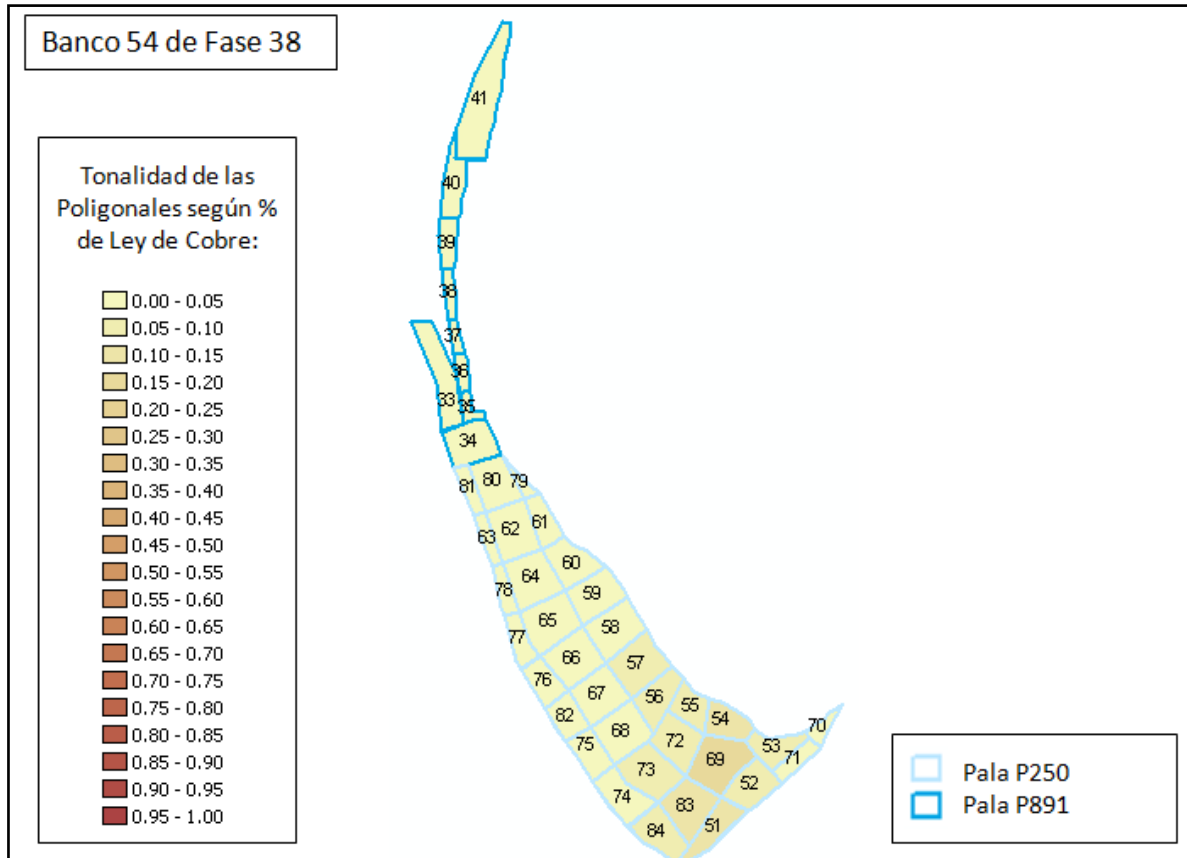 Banco 54 de Fase 38
Tonalidad de las
Poligonales según %
de Ley de Cobre:
0.00 - 0.05
0.05 - 0.10
0.10 - 0.15
0.15 - 0.20
0.20 - 0.25
0.25 - 0.30
0.30 - 0.35
0.35 - 0.40
0.40 - 0.45
0.45 - 0.50
0.50 - 0.55
0.55 - 0.60
0.60 - 0.65
0.65 - 0.70
0.70 - 0.75
0.75 - 0.80
0.80 - 0.85
0.85 - 0.90
0.90 - 0.95
0.95 - 1.00
41
40
39
38
37
36
33
35
34
81 80 79
63 62 61
60
78 64
59
77 65
58
66
57
76
67
56
55
82
68
54
70
75
72
53
69
71
73
52
74
83
84
51
Pala P250
Pala P891